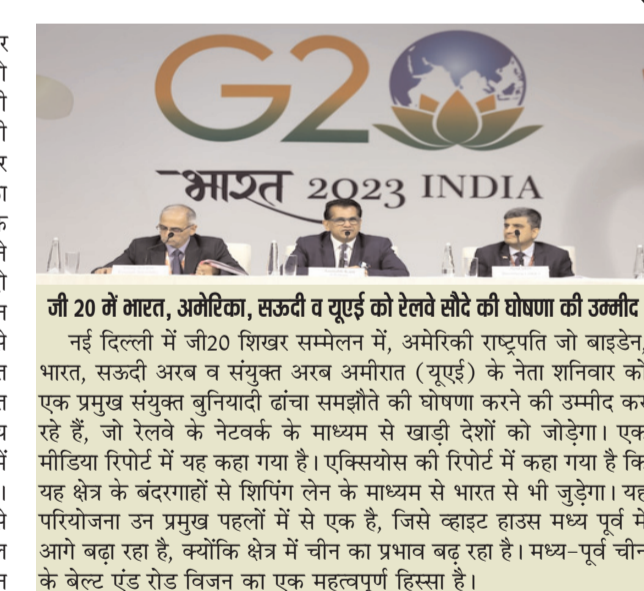 G20
भारत 2023 INDIA
जी 20 में भारत, अमेरिका, सऊदी व यूएई को रेलवे सौदे की घोषणा की उम्मीद
नई दिल्ली में जी20 शिखर सम्मेलन में, अमेरिकी राष्ट्रपति जो बाइडेन,
भारत, सऊदी अरब व संयुक्त अरब अमीरात (यूएई) के नेता शनिवार को
एक प्रमुख संयुक्त बुनियादी ढांचा समझौते की घोषणा करने की उम्मीद कर
रहे हैं, जो रेलवे के नेटवर्क के माध्यम से खाड़ी देशों को जोड़ेगा। एक
मीडिया रिपोर्ट में यह कहा गया है। एक्सियोस की रिपोर्ट में कहा गया है कि
यह क्षेत्र के बंदरगाहों से शिपिंग लेन के माध्यम से भारत से भी जुड़ेगा। यह
परियोजना उन प्रमुख पहलों में से एक है, जिसे व्हाइट हाउस मध्य पूर्व में
आगे बढ़ा रहा है, क्योंकि क्षेत्र में चीन का प्रभाव बढ़ रहा है। मध्य-पूर्व चीन
के बेल्ट एंड रोड विजन का एक महत्वपूर्ण हिस्सा है।